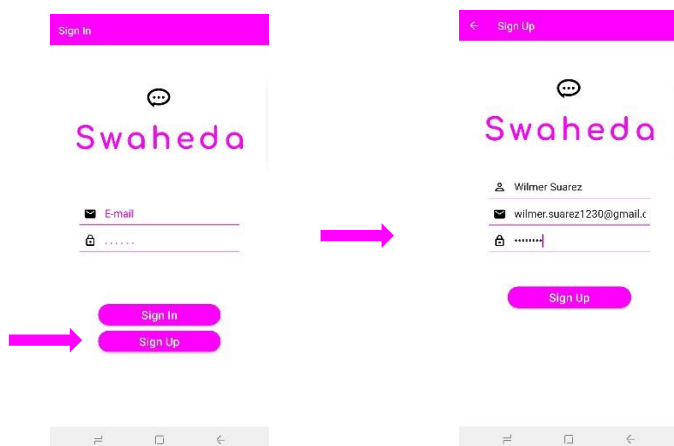 Sign In
Swaheda
E-mail
......
Sign In
Sign Up
Sign Up
Swaheda
Wilmer Suarez
wilmer.suarez1230@gmail.c
••••••••
Sign Up